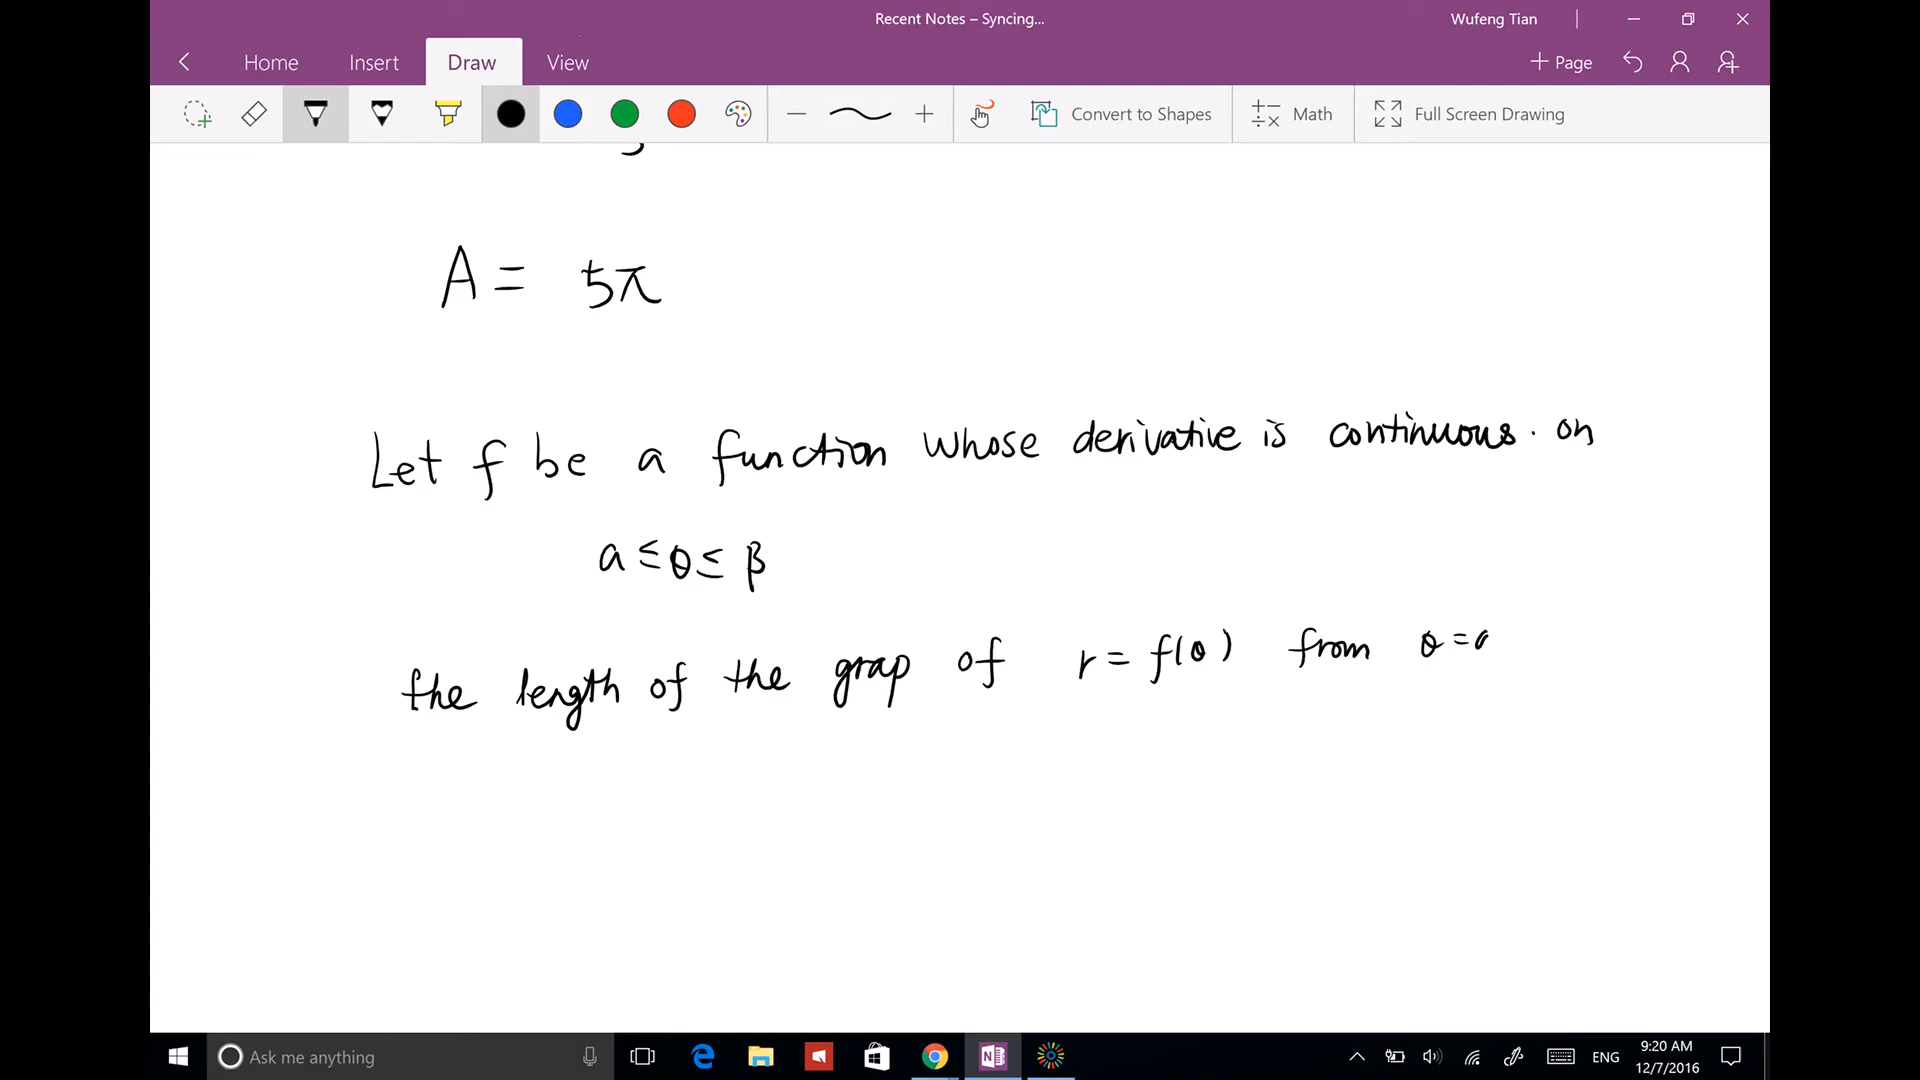 Recent Notes – Syncing...
Wufeng Tian
Home Insert Draw View
Page
Convert to Shapes
Math
Full Screen Drawing
A = 5π
Let f be a function whose derivative is continuous. on
a ≤ θ ≤ β
the length of the grap of r = f(θ) from θ =
Ask me anything
ENG
9:20 AM
12/7/2016